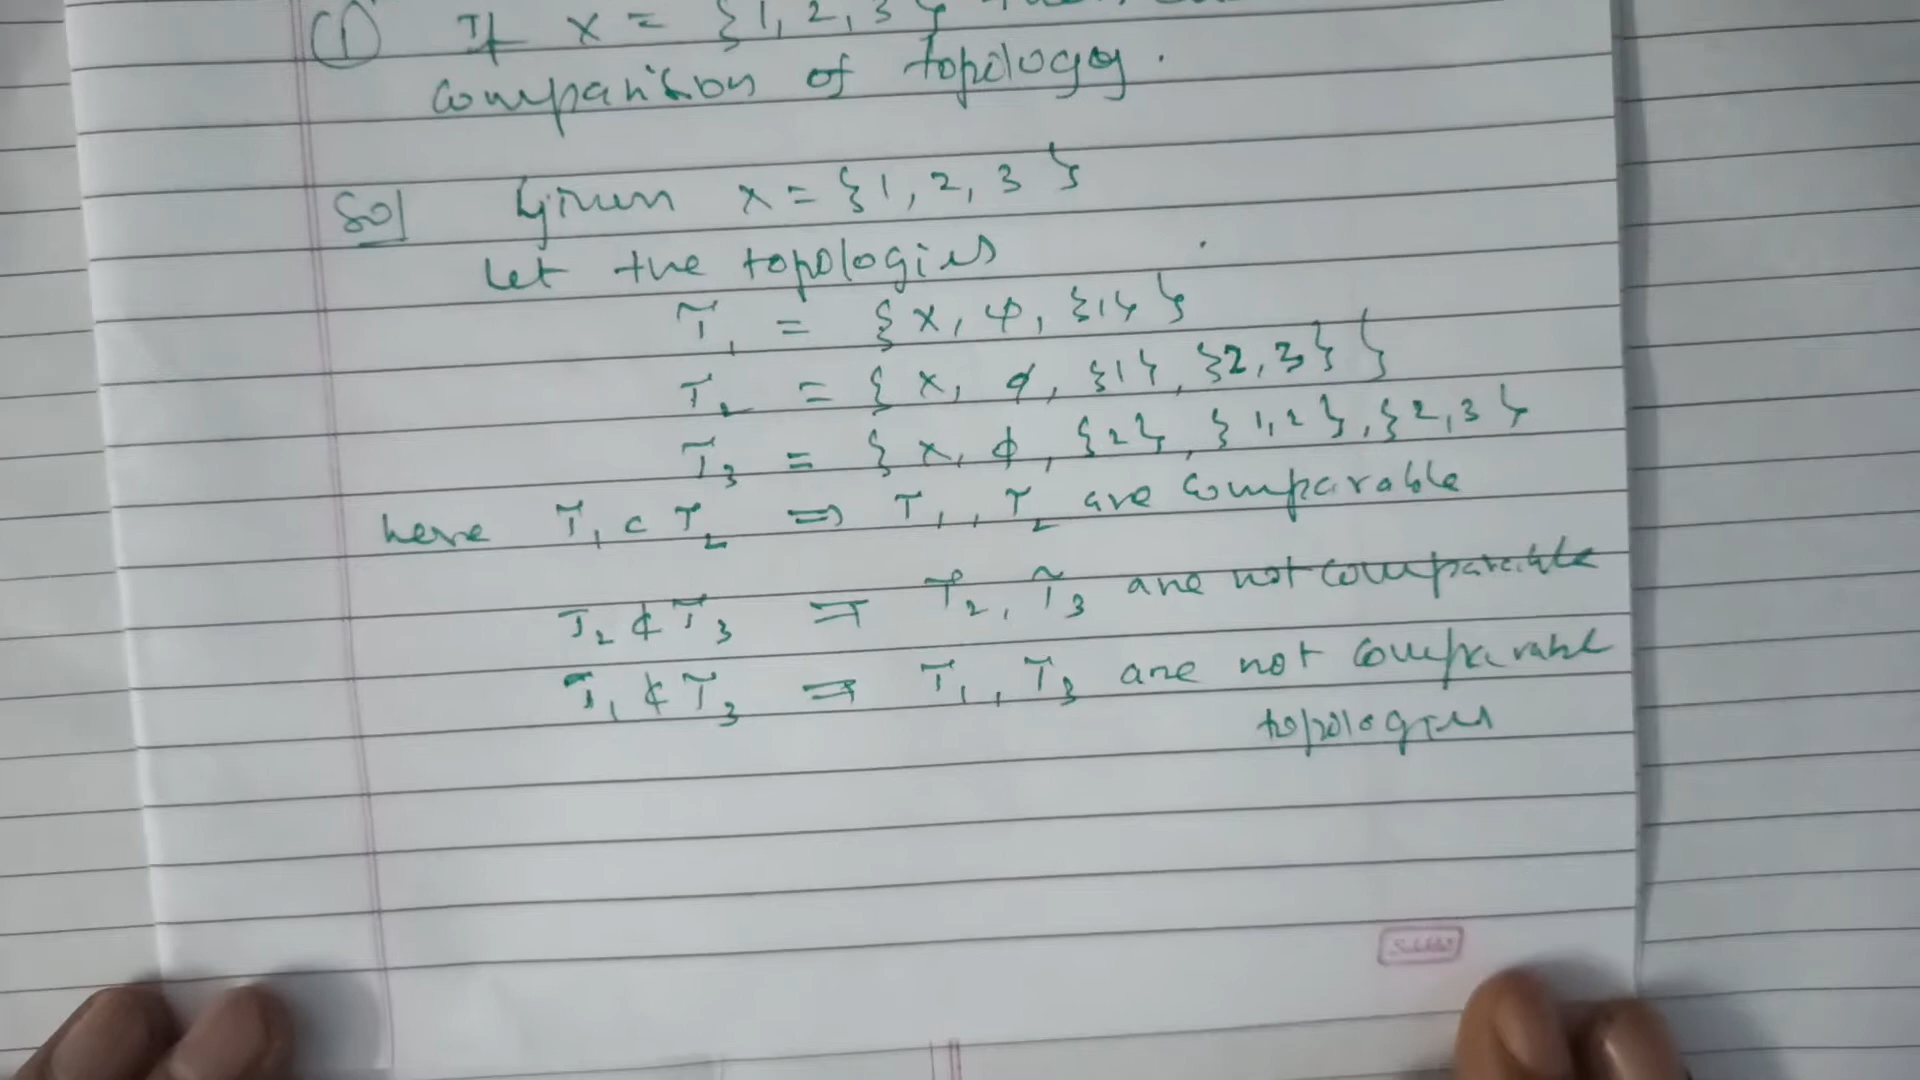 ① If x = {1, 2, 3}
comparision of topology.
Sol Given x = {1, 2, 3}
Let the topologies
T₁ = {x, φ, {1}}
T₂ = {x, φ, {1}, {2, 3}}
T₃ = {x, φ, {2}, {1, 2}, {2, 3}
here T₁ ⊂ T₂ ⇒ T₁, T₂ are comparable
T₂ ⊄ T₃ ⇒ T₂, T₃ are not comparable
T₁ ⊄ T₃ ⇒ T₁, T₃ are not comparable
topologies